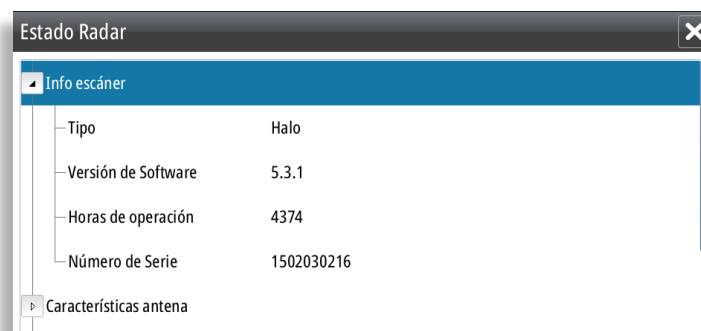 Estado Radar
Info escáner
Tipo Halo
Versión de Software 5.3.1
Horas de operación 4374
Número de Serie 1502030216
Características antena